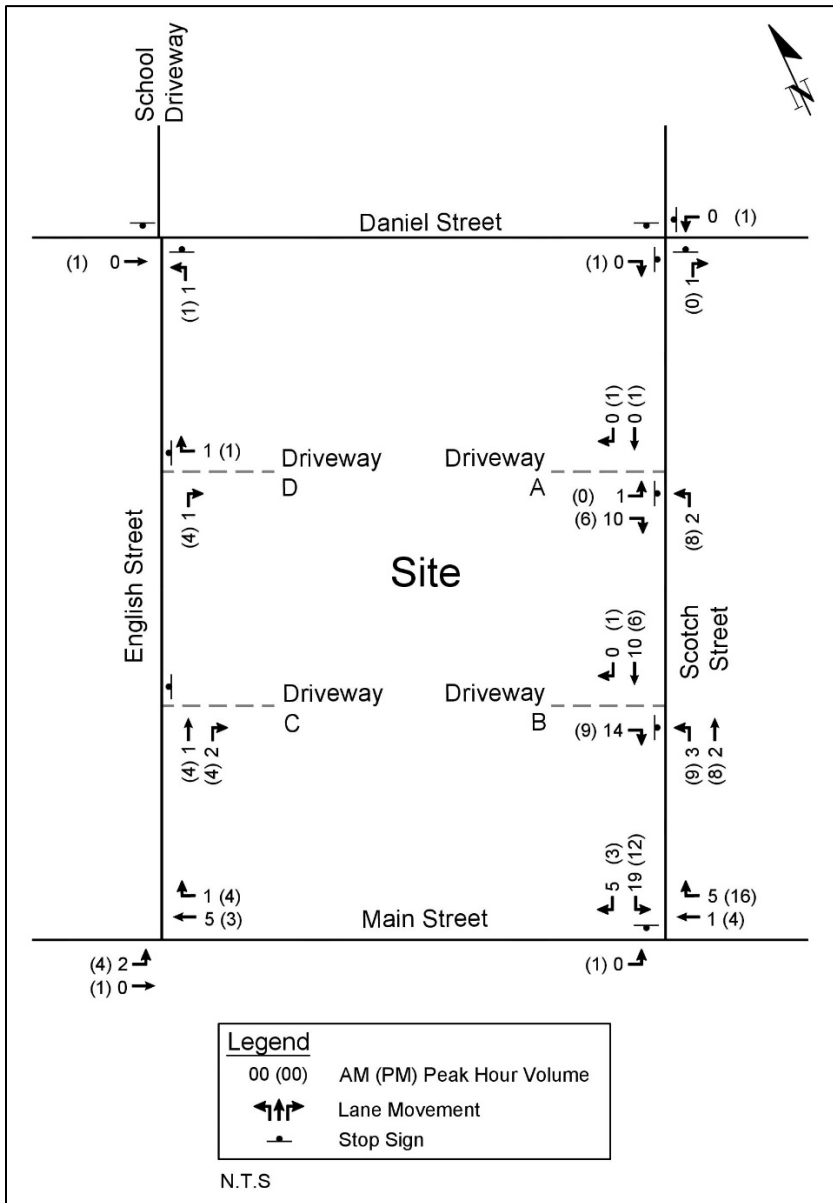 School
Driveway
N
Daniel Street
0 (1)
(1) 0
(1) 1
(1) 0
(0) 1
0 (1)
0 (1)
1 (1)
Driveway
D
Driveway
A
(4) 1
(0) 1
(6) 10
(8) 2
Site
English Street
Scotch
Street
0 (1)
10 (6)
Driveway
C
Driveway
B
(4) 1
(4) 2
(9) 14
(9) 3
(8) 2
5 (3)
19 (12)
1 (4)
5 (3)
Main Street
5 (16)
1 (4)
(4) 2
(1) 0
(1) 0
Legend
00 (00) AM (PM) Peak Hour Volume
Lane Movement
Stop Sign
N.T.S